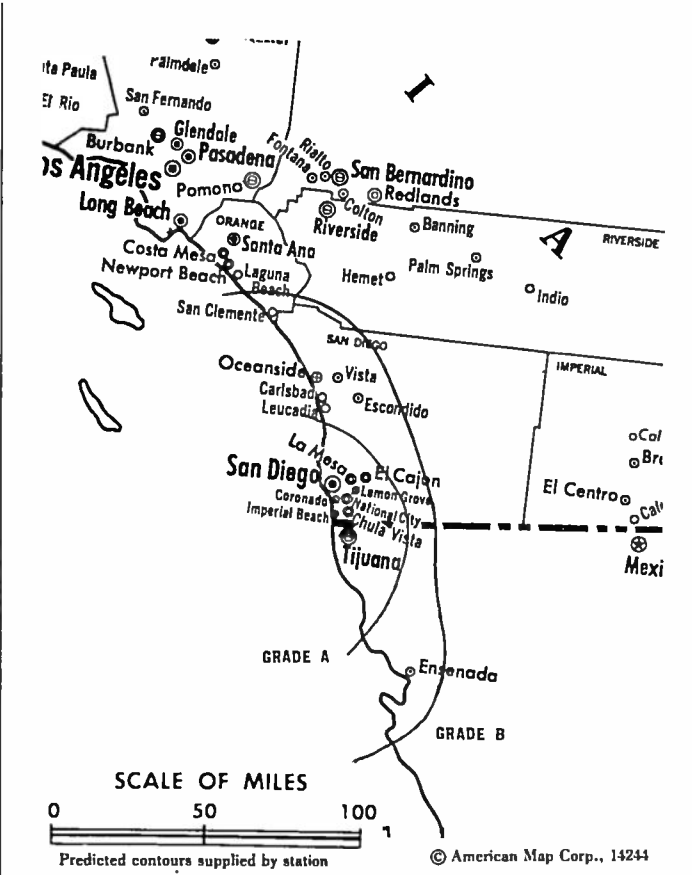 Palmdale
ta Paula
El Rio
San Fernando
Glendale
Burbank
Pasadena
os Angeles
Pomona
Fontana
Rialto
San Bernardino
Redlands
Colton
Long Beach
ORANGE
Riverside
Banning
I
A
RIVERSIDE
Santa Ana
Costa Mesa
Newport Beach
Laguna
Beach
Hemet
Palm Springs
Indio
San Clemente
SAN DIEGO
IMPERIAL
Oceanside
Vista
Carlsbad
Leucadia
Escondido
La Mesa
San Diego
El Cajon
Lemon Grove
Coronado
National City
Imperial Beach
Chula Vista
Tijuana
Cal
Br
El Centro
Cale
Mexi
GRADE A
Ensenada
GRADE B
SCALE OF MILES
0 50 100
Predicted contours supplied by station
© American Map Corp., 14244